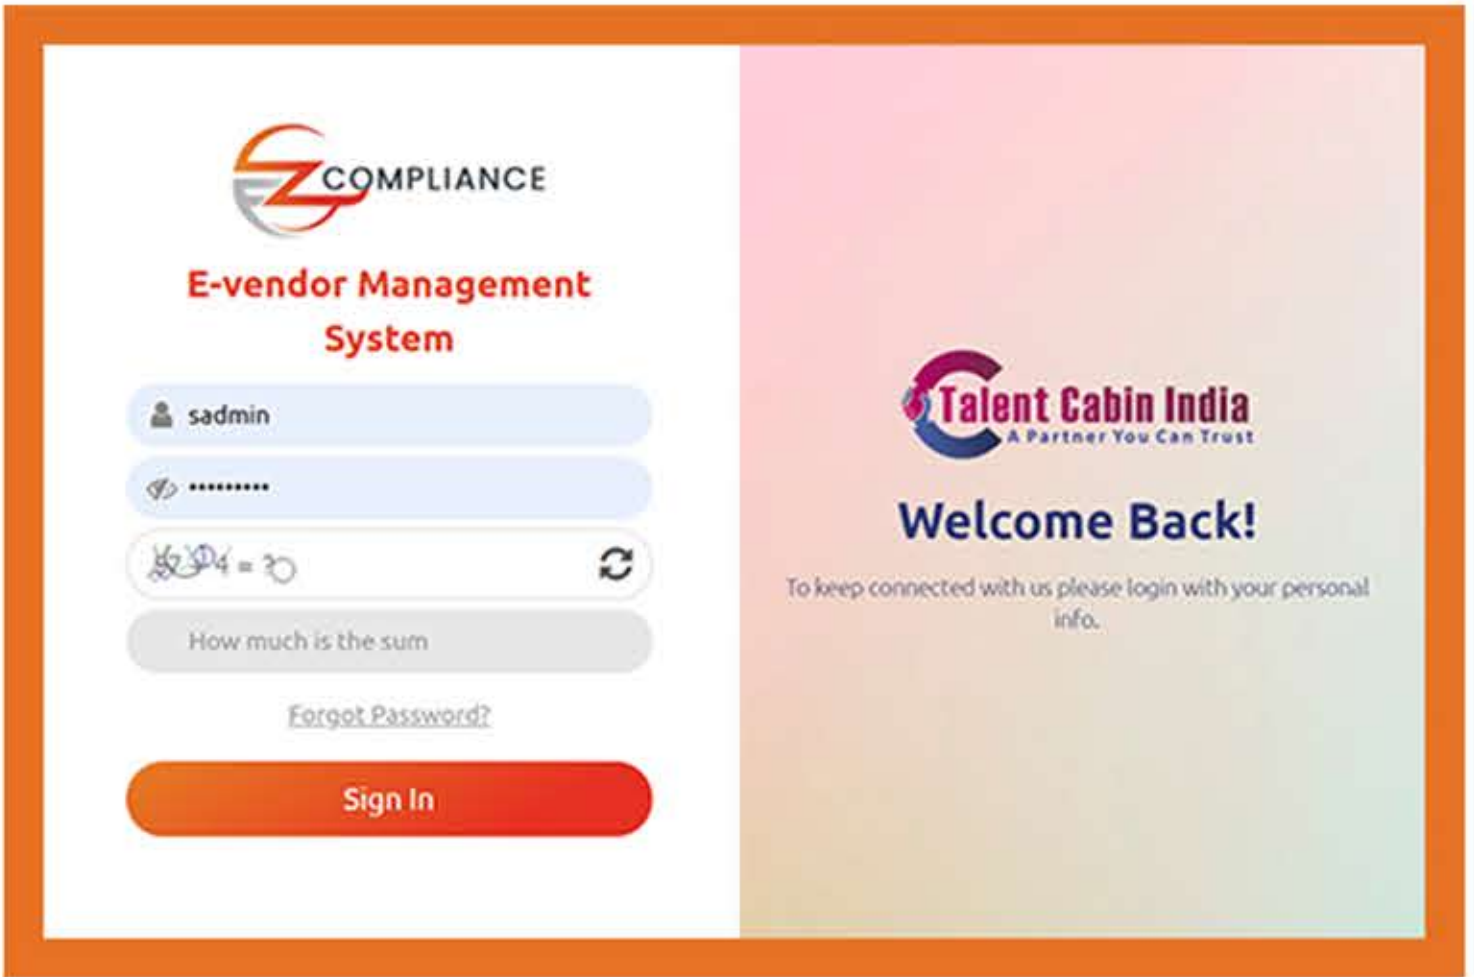 EZ COMPLIANCE
E-vendor Management
System
sadmin
•••••••••
How much is the sum
Forgot Password?
Sign In
Talent Cabin India
A Partner You Can Trust
Welcome Back!
To keep connected with us please login with your personal
info.